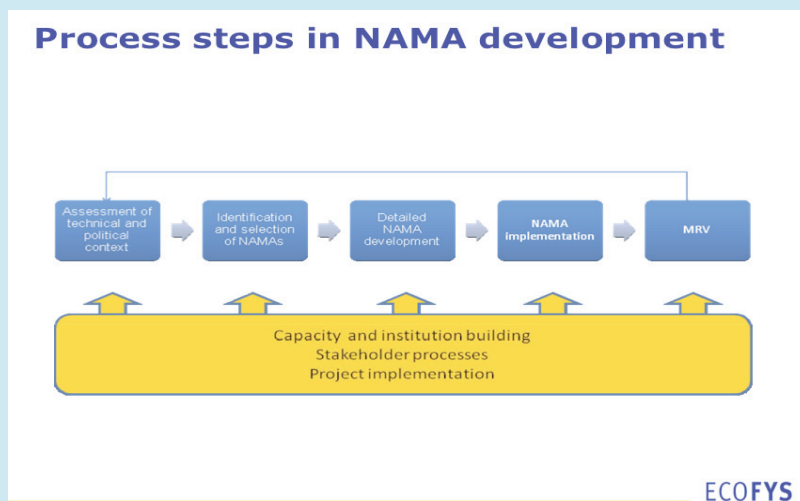 Process steps in NAMA development
Assessment of
technical and
political
context
Identification
and selection
of NAMAs
Detailed
NAMA
development
NAMA
implementation
MRV
Capacity and institution building
Stakeholder processes
Project implementation
ECOFYS